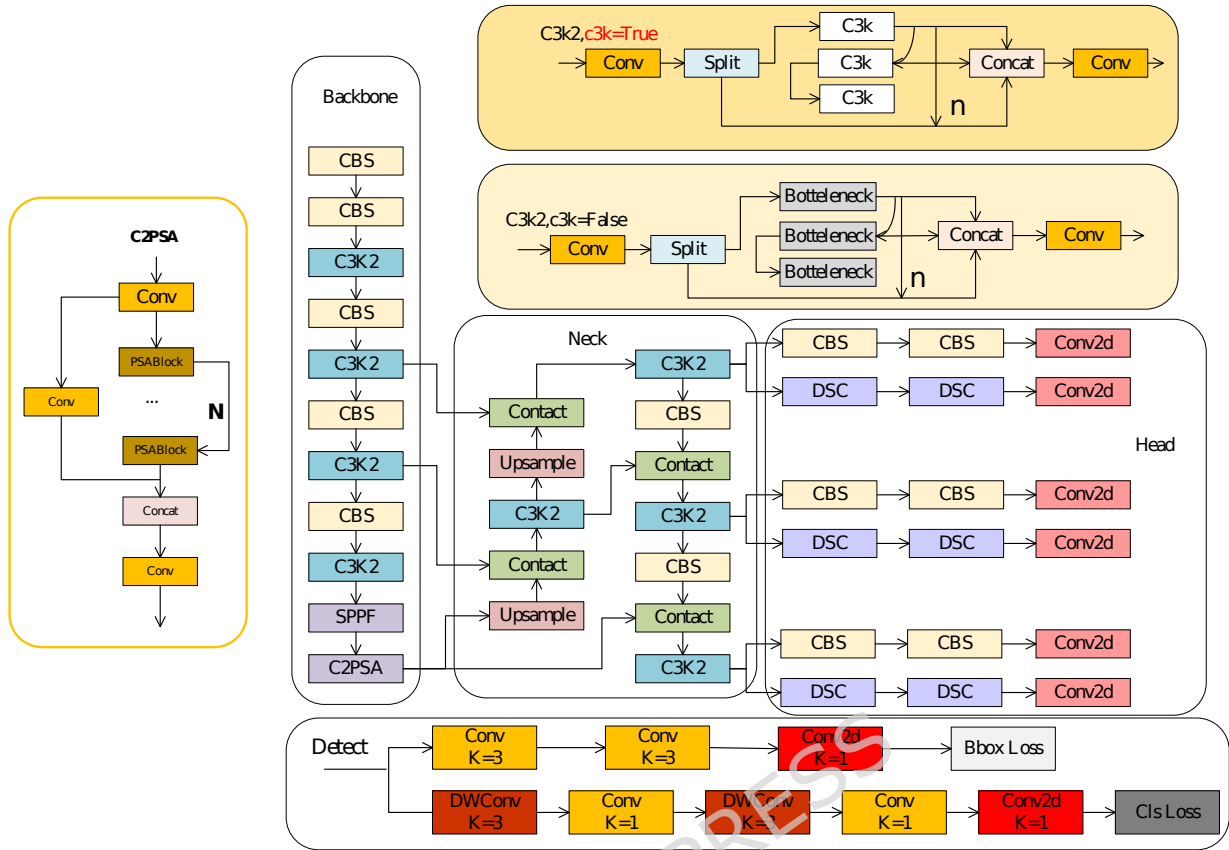 C3k2,c3k=True
Conv
Split
C3k
C3k
C3k
Concat
Conv
n
C3k2,c3k=False
Conv
Split
Botteleneck
Botteleneck
Botteleneck
Concat
Conv
n
C2PSA
Conv
PSABlock
Conv
...
N
PSABlock
Concat
Conv
Backbone
CBS
CBS
C3K2
CBS
C3K2
CBS
C3K2
CBS
C3K2
SPPF
C2PSA
Neck
Contact
Upsample
C3K2
Contact
Upsample
C3K2
CBS
Contact
C3K2
CBS
Contact
C3K2
Head
CBS CBS Conv2d
DSC DSC Conv2d
CBS CBS Conv2d
DSC DSC Conv2d
CBS CBS Conv2d
DSC DSC Conv2d
Detect
Conv
K=3
Conv
K=3
Conv2d
K=1
Bbox Loss
DWConv
K=3
Conv
K=1
DWConv
K=3
Conv
K=1
Conv2d
K=1
Cls Loss
PRESS